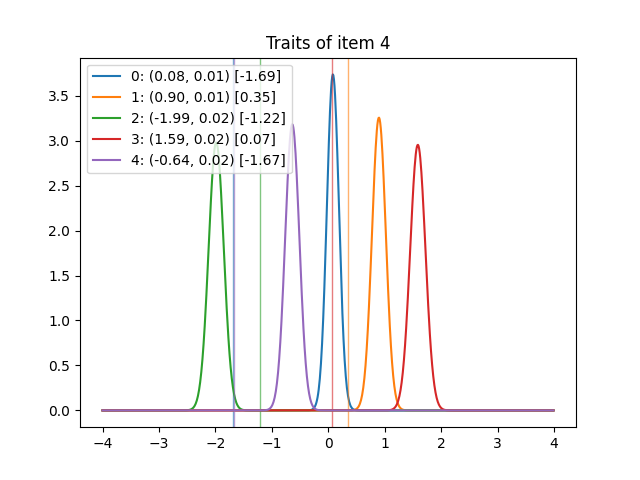 Traits of item 4
0: (0.08, 0.01) [-1.69]
1: (0.90, 0.01) [0.35]
2: (-1.99, 0.02) [-1.22]
3: (1.59, 0.02) [0.07]
4: (-0.64, 0.02) [-1.67]
3.5
3.0
2.5
2.0
1.5
1.0
0.5
0.0
−4 −3 −2 −1 0 1 2 3 4